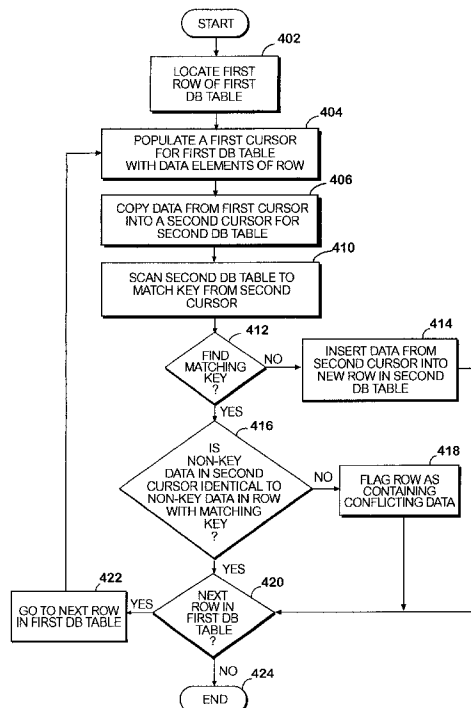 START
402
LOCATE FIRST
ROW OF FIRST
DB TABLE
404
POPULATE A FIRST CURSOR
FOR FIRST DB TABLE
WITH DATA ELEMENTS OF ROW
406
COPY DATA FROM FIRST CURSOR
INTO A SECOND CURSOR FOR
SECOND DB TABLE
410
SCAN SECOND DB TABLE TO
MATCH KEY FROM SECOND
CURSOR
412
FIND
MATCHING
KEY
?
NO
414
INSERT DATA FROM
SECOND CURSOR INTO
NEW ROW IN SECOND
DB TABLE
YES
416
IS
NON-KEY
DATA IN SECOND
CURSOR IDENTICAL TO
NON-KEY DATA IN ROW
WITH MATCHING
KEY
?
NO
418
FLAG ROW AS
CONTAINING
CONFLICTING DATA
YES
420
NEXT
ROW IN
FIRST DB
TABLE
?
YES
422
GO TO NEXT ROW
IN FIRST DB TABLE
NO
424
END